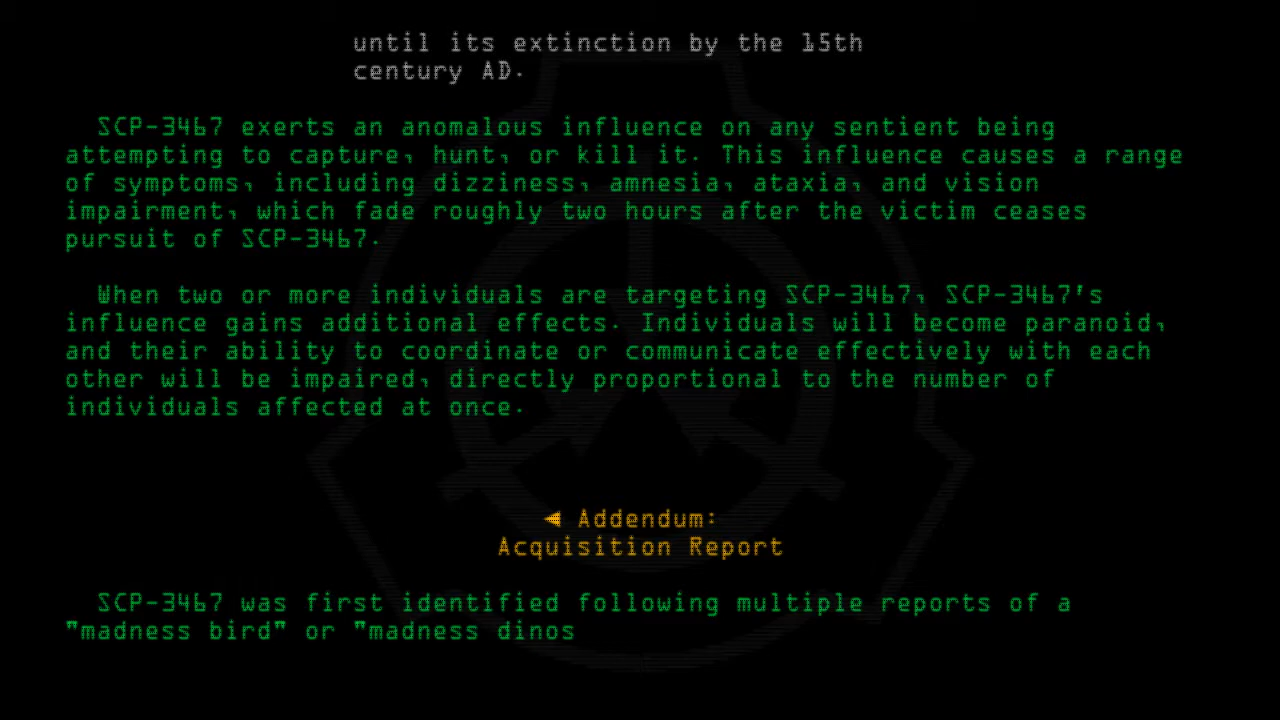 until its extinction by the 15th
century AD.
SCP-3467 exerts an anomalous influence on any sentient being
attempting to capture, hunt, or kill it. This influence causes a range
of symptoms, including dizziness, amnesia, ataxia, and vision
impairment, which fade roughly two hours after the victim ceases
pursuit of SCP-3467.
When two or more individuals are targeting SCP-3467, SCP-3467's
influence gains additional effects. Individuals will become paranoid,
and their ability to coordinate or communicate effectively with each
other will be impaired, directly proportional to the number of
individuals affected at once.
◄ Addendum:
Acquisition Report
SCP-3467 was first identified following multiple reports of a
"madness bird" or "madness dinos